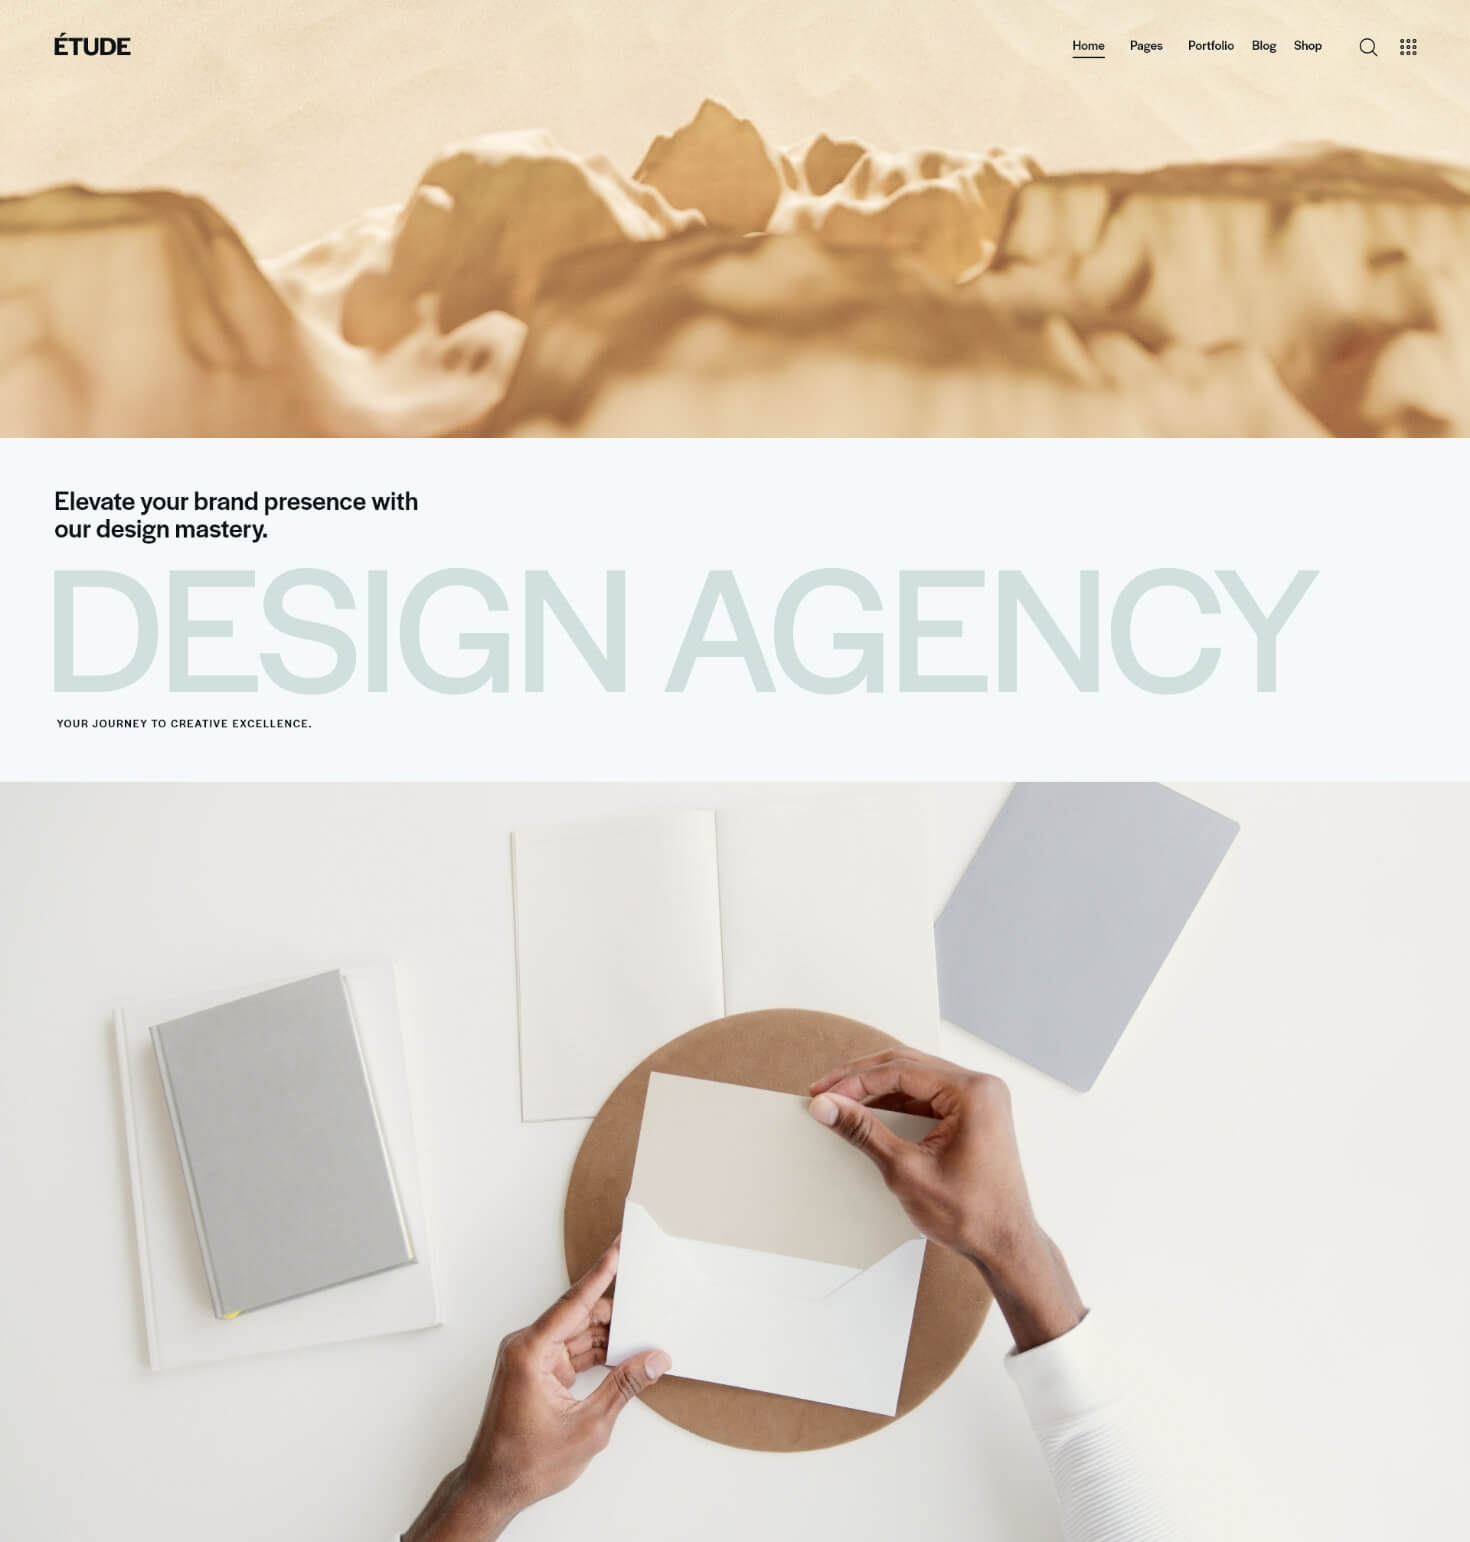 ÉTUDE
Home Pages Portfolio Blog Shop
Elevate your brand presence with
our design mastery.
DESIGN AGENCY
YOUR JOURNEY TO CREATIVE EXCELLENCE.